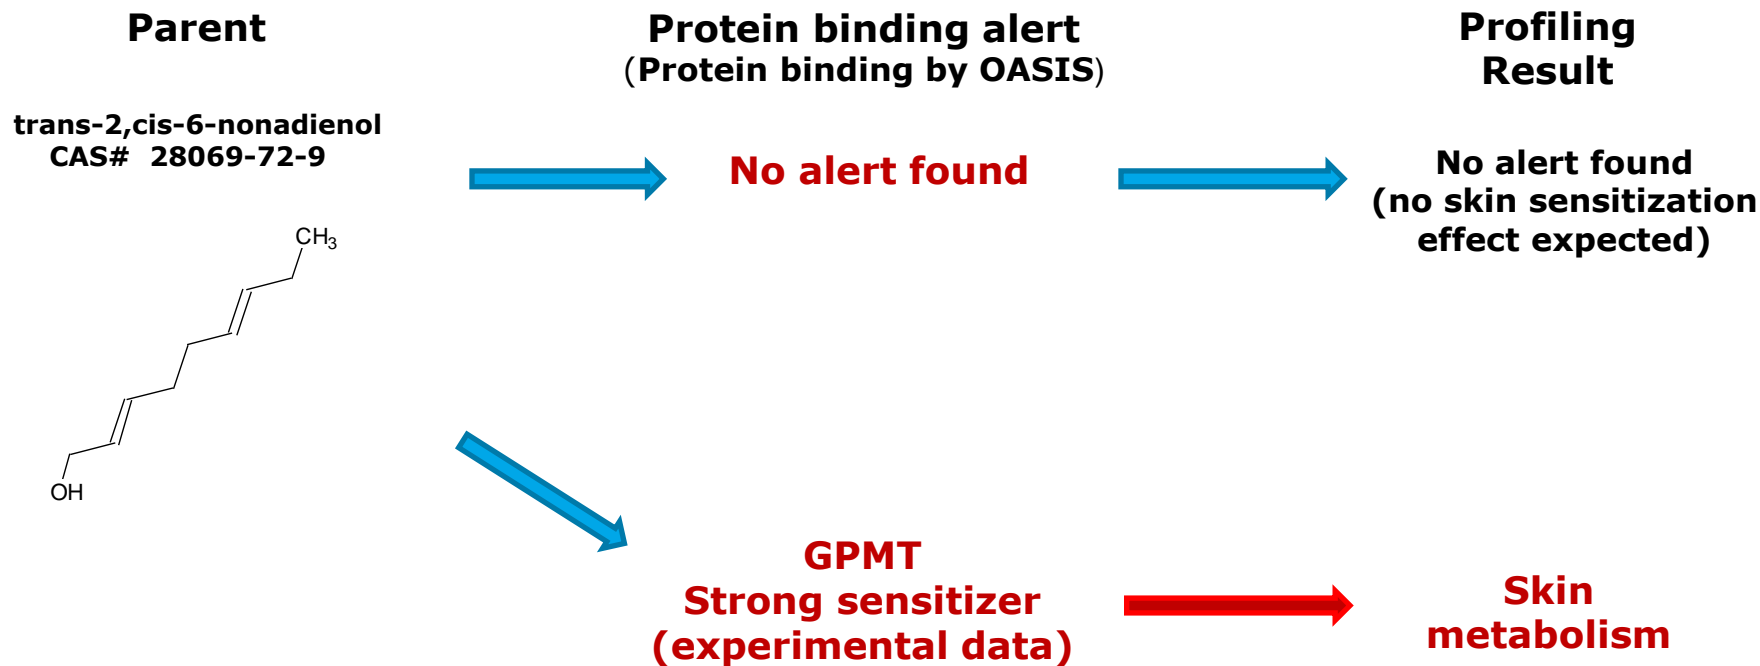 Parent
Protein binding alert
(Protein binding by OASIS)
Profiling
Result
trans-2,cis-6-nonadienol
CAS# 28069-72-9
No alert found
No alert found
(no skin sensitization
effect expected)
CH3
OH
GPMT
Strong sensitizer
(experimental data)
Skin
metabolism